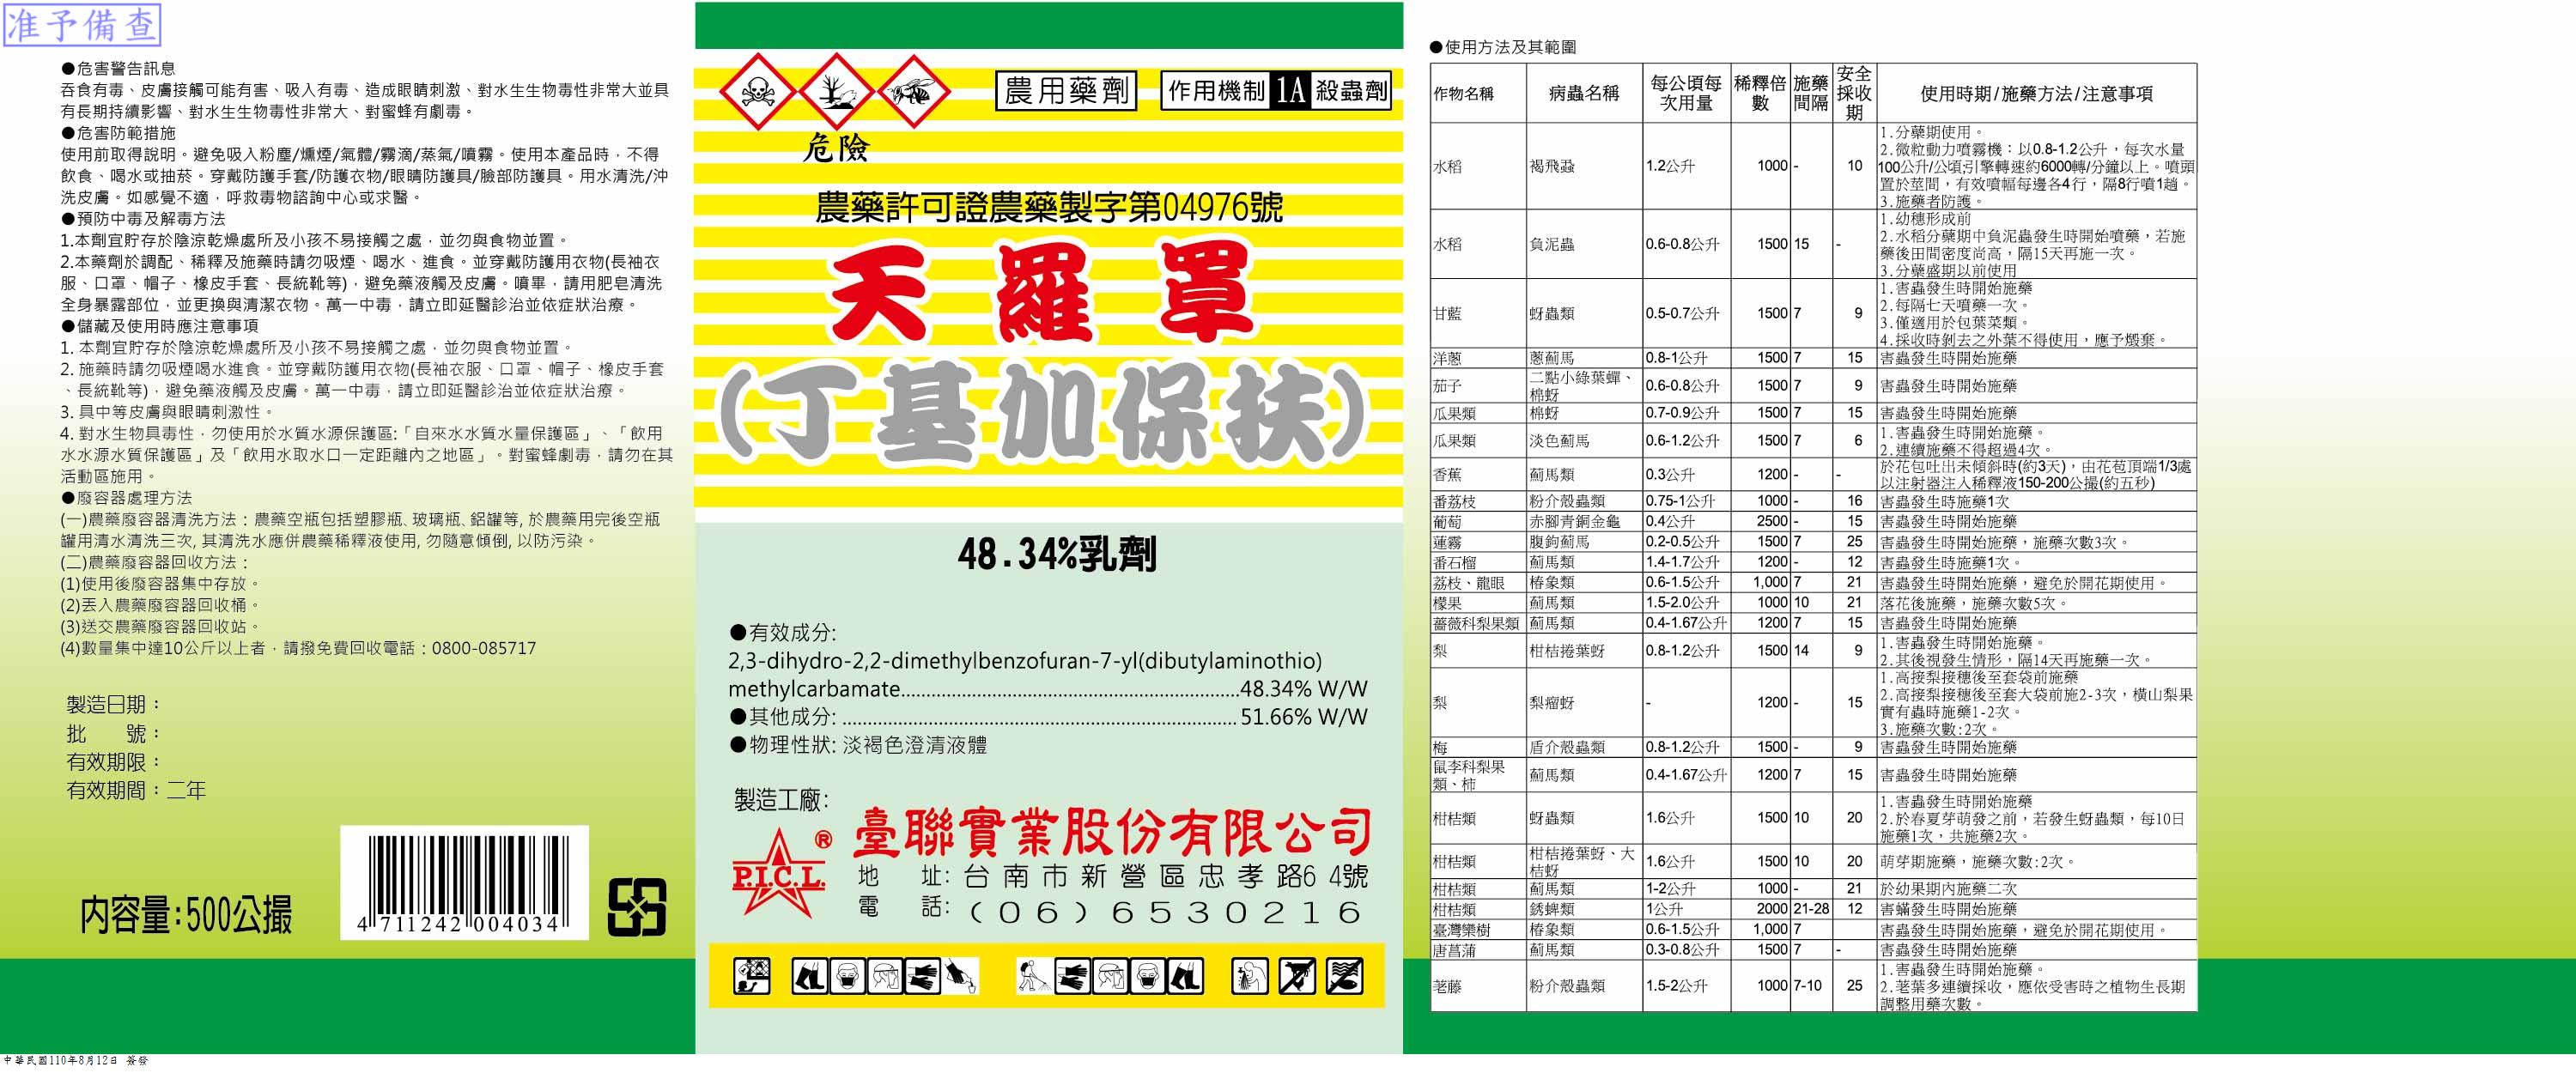 准予備查
●危害警告訊息
吞食有毒、皮膚接觸可能有害、吸入有毒、造成眼睛刺激、對水生生物毒性非常大並具
有長期持續影響、對水生生物毒性非常大、對蜜蜂有劇毒。
●危害防範措施
使用前取得說明。避免吸入粉塵/燻煙/氣體/霧滴/蒸氣/噴霧。使用本產品時，不得
飲食、喝水或抽菸。穿戴防護手套/防護衣物/眼睛防護具/臉部防護具。用水清洗/沖
洗皮膚。如感覺不適，呼救毒物諮詢中心或求醫。
●預防中毒及解毒方法
1.本劑宜貯存於陰涼乾燥處所及小孩不易接觸之處，並勿與食物並置。
2.本藥劑於調配、稀釋及施藥時請勿吸煙、喝水、進食。並穿戴防護用衣物(長袖衣
服、口罩、帽子、橡皮手套、長統靴等)，避免藥液觸及皮膚。噴畢，請用肥皂清洗
全身暴露部位，並更換與清潔衣物。萬一中毒，請立即延醫診治並依症狀治療。
●儲藏及使用時應注意事項
1. 本劑宜貯存於陰涼乾燥處所及小孩不易接觸之處，並勿與食物並置。
2. 施藥時請勿吸煙喝水進食。並穿戴防護用衣物(長袖衣服、口罩、帽子、橡皮手套
、長統靴等)，避免藥液觸及皮膚。萬一中毒，請立即延醫診治並依症狀治療。
3. 具中等皮膚與眼睛刺激性。
4. 對水生物具毒性，勿使用於水質水源保護區:「自來水水質水量保護區」、「飲用
水水源水質保護區」及「飲用水取水口一定距離內之地區」。對蜜蜂劇毒，請勿在其
活動區施用。
●廢容器處理方法
(一)農藥廢容器清洗方法：農藥空瓶包括塑膠瓶、玻璃瓶、鋁罐等, 於農藥用完後空瓶
罐用清水清洗三次, 其清洗水應併農藥稀釋液使用, 勿隨意傾倒, 以防污染。
(二)農藥廢容器回收方法：
(1)使用後廢容器集中存放。
(2)丟入農藥廢容器回收桶。
(3)送交農藥廢容器回收站。
(4)數量集中達10公斤以上者，請撥免費回收電話：0800-085717
製造日期：
批 號：
有效期限：
有效期間：二年
內容量:500公撮
4 711242 004034
中華民國110年8月12日 簽發
農用藥劑
作用機制 1A 殺蟲劑
危險
農藥許可證農藥製字第04976號
天羅罩
(丁基加保扶)
48.34%乳劑
●有效成分:
2,3-dihydro-2,2-dimethylbenzofuran-7-yl(dibutylaminothio)
methylcarbamate..................................................................48.34% W/W
●其他成分: .............................................................................51.66% W/W
●物理性狀: 淡褐色澄清液體
製造工廠:
P.I.C.L. ®
臺聯實業股份有限公司
地 址: 台南市新營區忠孝路64號
電 話: (06)6530216
●使用方法及其範圍
作物名稱 病蟲名稱 每公頃每次用量 稀釋倍數 施藥間隔 安全採收期 使用時期/施藥方法/注意事項
水稻 褐飛蝨 1.2公升 1000 - 10 1.分蘗期使用。
2.微粒動力噴霧機：以0.8-1.2公升，每次水量
100公升/公頃引擎轉速約6000轉/分鐘以上。噴頭
置於莖間，有效噴幅每邊各4行，隔8行噴1趟。
3.施藥者防護。
水稻 負泥蟲 0.6-0.8公升 1500 15 - 1.幼穗形成前
2.水稻分蘗期中負泥蟲發生時開始噴藥，若施
藥後田間密度尚高，隔15天再施一次。
3.分蘗盛期以前使用
甘藍 蚜蟲類 0.5-0.7公升 1500 7 9 1.害蟲發生時開始施藥
2.每隔七天噴藥一次。
3.僅適用於包葉菜類。
4.採收時剝去之外葉不得使用，應予燬棄。
洋蔥 蔥薊馬 0.8-1公升 1500 7 15 害蟲發生時開始施藥
茄子 二點小綠葉蟬、棉蚜 0.6-0.8公升 1500 7 9 害蟲發生時開始施藥
瓜果類 棉蚜 0.7-0.9公升 1500 7 15 害蟲發生時開始施藥
瓜果類 淡色薊馬 0.6-1.2公升 1500 7 6 1.害蟲發生時開始施藥。
2.連續施藥不得超過4次。
香蕉 薊馬類 0.3公升 1200 - - 於花包吐出未傾斜時(約3天)，由花苞頂端1/3處
以注射器注入稀釋液150-200公撮(約五秒)
番荔枝 粉介殼蟲類 0.75-1公升 1000 - 16 害蟲發生時施藥1次
葡萄 赤腳青銅金龜 0.4公升 2500 - 15 害蟲發生時開始施藥
蓮霧 腹鉤薊馬 0.2-0.5公升 1500 7 25 害蟲發生時開始施藥，施藥次數3次。
番石榴 薊馬類 1.4-1.7公升 1200 - 12 害蟲發生時施藥1次。
荔枝、龍眼 椿象類 0.6-1.5公升 1,000 7 21 害蟲發生時開始施藥，避免於開花期使用。
檬果 薊馬類 1.5-2.0公升 1000 10 21 落花後施藥，施藥次數5次。
薔薇科梨果類 薊馬類 0.4-1.67公升 1200 7 15 害蟲發生時開始施藥
梨 柑桔捲葉蚜 0.8-1.2公升 1500 14 9 1.害蟲發生時開始施藥。
2.其後視發生情形，隔14天再施藥一次。
梨 梨瘤蚜 - 1200 - 15 1.高接梨接穗後至套袋前施藥
2.高接梨接穗後至套大袋前施2-3次，橫山梨果
實有蟲時施藥1-2次。
3.施藥次數:2次。
梅 盾介殼蟲類 0.8-1.2公升 1500 - 9 害蟲發生時開始施藥
鼠李科梨果類、柿 薊馬類 0.4-1.67公升 1200 7 15 害蟲發生時開始施藥
柑桔類 蚜蟲類 1.6公升 1500 10 20 1.害蟲發生時開始施藥
2.於春夏芽萌發之前，若發生蚜蟲類，每10日
施藥1次，共施藥2次。
柑桔類 柑桔捲葉蚜、大桔蚜 1.6公升 1500 10 20 萌芽期施藥，施藥次數:2次。
柑桔類 薊馬類 1-2公升 1000 - 21 於幼果期內施藥二次
柑桔類 銹蜱類 1公升 2000 21-28 12 害蟎發生時開始施藥
臺灣欒樹 椿象類 0.6-1.5公升 1,000 7 害蟲發生時開始施藥，避免於開花期使用。
唐菖蒲 薊馬類 0.3-0.8公升 1500 7 - 害蟲發生時開始施藥
荖藤 粉介殼蟲類 1.5-2公升 1000 7-10 25 1.害蟲發生時開始施藥。
2.荖葉多連續採收，應依受害時之植物生長期
調整用藥次數。